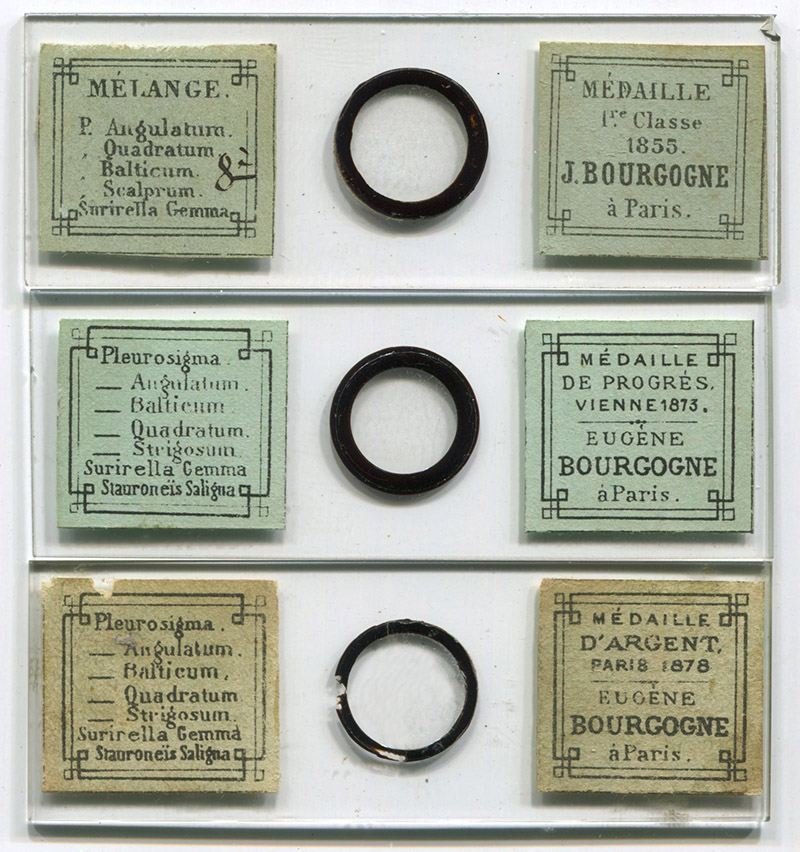 MÉLANGE.
P. Angulatum.
„ Quadratum
„ Balticum.
„ Scalprum.
Surirella Gemma
MÉDAILLE
1re Classe
1855.
J. BOURGOGNE
à Paris.
Pleurosigma.
— Angulatum.
— Balticum
— Quadratum.
— Strigosum.
Surirella Gemma
Stauroneïs Saligna
MÉDAILLE
DE PROGRÉS,
VIENNE 1873.
EUGÈNE
BOURGOGNE
à Paris.
Pleurosigma.
— Angulatum.
— Balticum,
— Quadratum
— Strigosum.
Surirella Gemma
Stauroneïs Saligna
MÉDAILLE
D'ARGENT,
PARIS 1878
EUGÈNE
BOURGOGNE
à Paris.